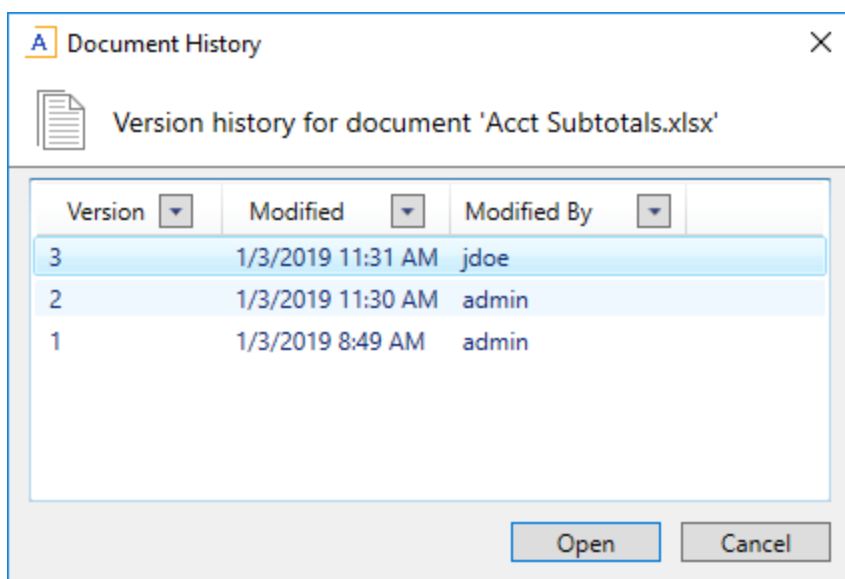 A Document History
Version history for document 'Acct Subtotals.xlsx'
Version Modified Modified By
3 1/3/2019 11:31 AM jdoe
2 1/3/2019 11:30 AM admin
1 1/3/2019 8:49 AM admin
Open Cancel